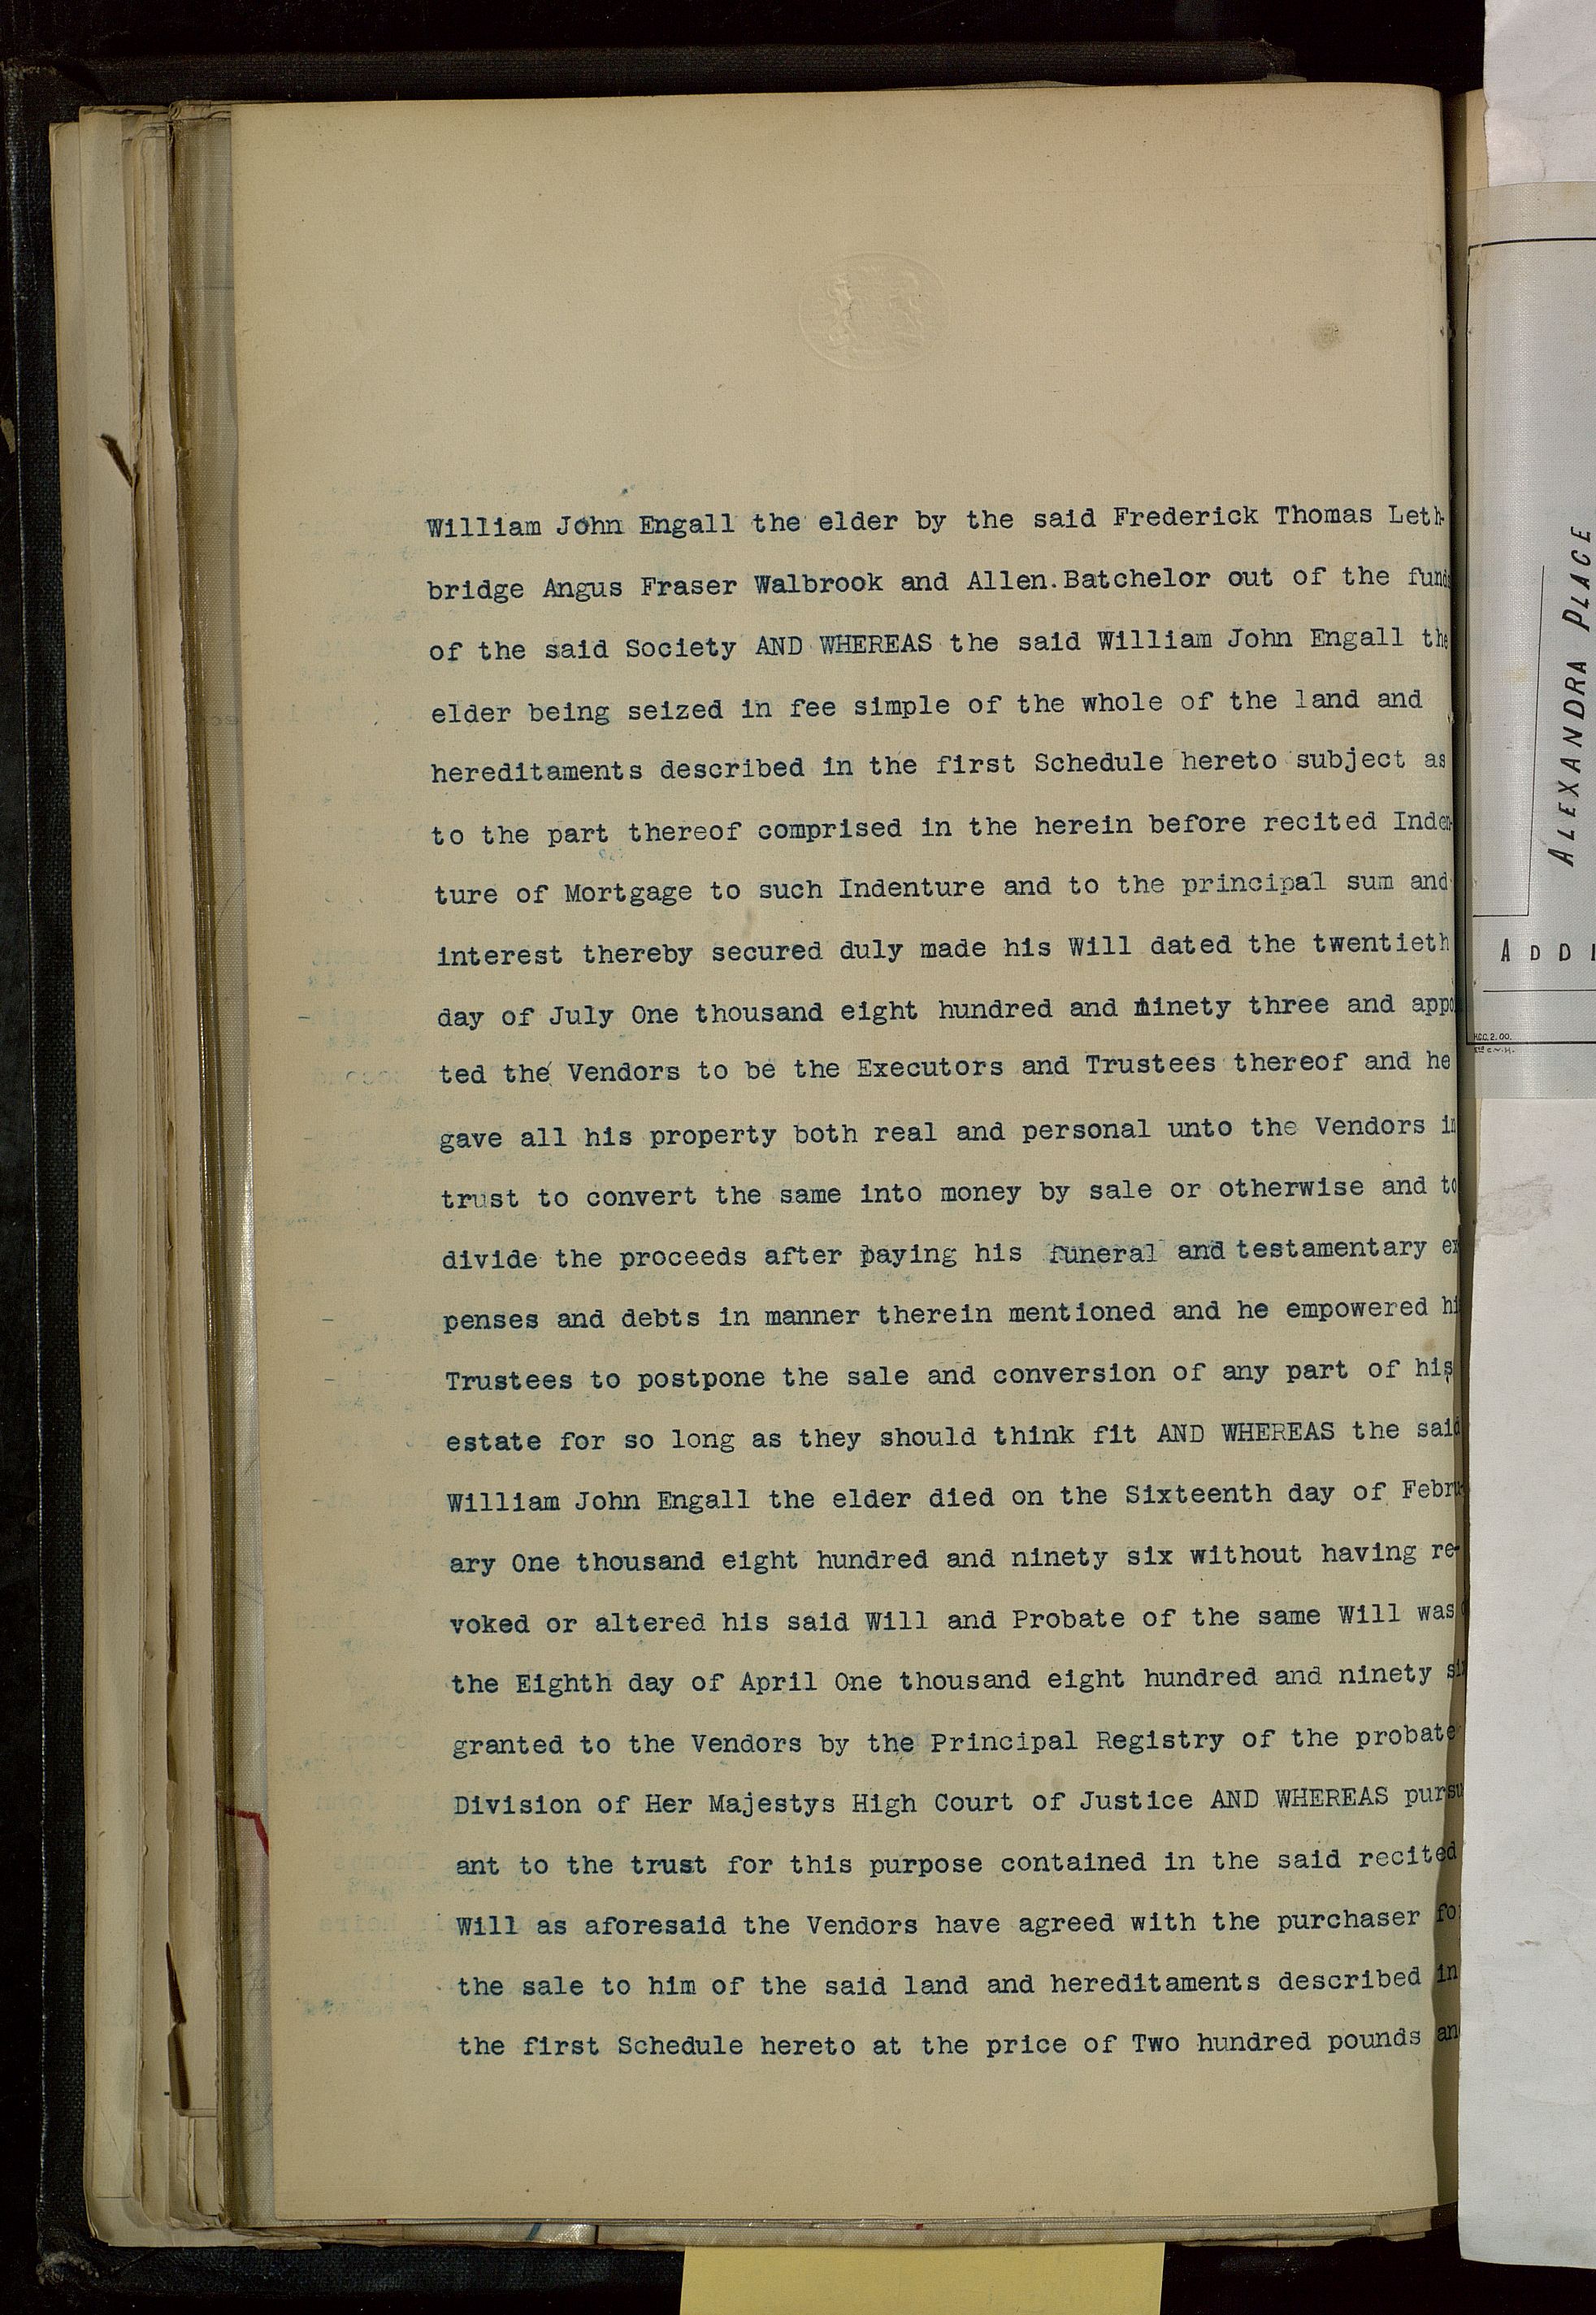 William John Engall the elder by the said Frederick Thomas Leth-
bridge Angus Fraser Walbrook and Allen.Batchelor out of the funds
of the said Society AND WHEREAS the said William John Engall the
elder being seized in fee simple of the whole of the land and
hereditaments described in the first Schedule hereto subject as
to the part thereof comprised in the herein before recited Inden-
ture of Mortgage to such Indenture and to the principal sum and
interest thereby secured duly made his Will dated the twentieth
day of July One thousand eight hundred and ninety three and appo
ted the Vendors to be the Executors and Trustees thereof and he
gave all his property both real and personal unto the Vendors in
trust to convert the same into money by sale or otherwise and to
divide the proceeds after paying his funeral and testamentary ex
penses and debts in manner therein mentioned and he empowered hi
Trustees to postpone the sale and conversion of any part of his
estate for so long as they should think fit AND WHEREAS the said
William John Engall the elder died on the Sixteenth day of Febru-
ary One thousand eight hundred and ninety six without having re-
voked or altered his said Will and Probate of the same Will was
the Eighth day of April One thousand eight hundred and ninety six
granted to the Vendors by the Principal Registry of the probate
Division of Her Majestys High Court of Justice AND WHEREAS pursu
ant to the trust for this purpose contained in the said recited
Will as aforesaid the Vendors have agreed with the purchaser fo
the sale to him of the said land and hereditaments described in
the first Schedule hereto at the price of Two hundred pounds an
ALEXANDRA PLACE
ADDI